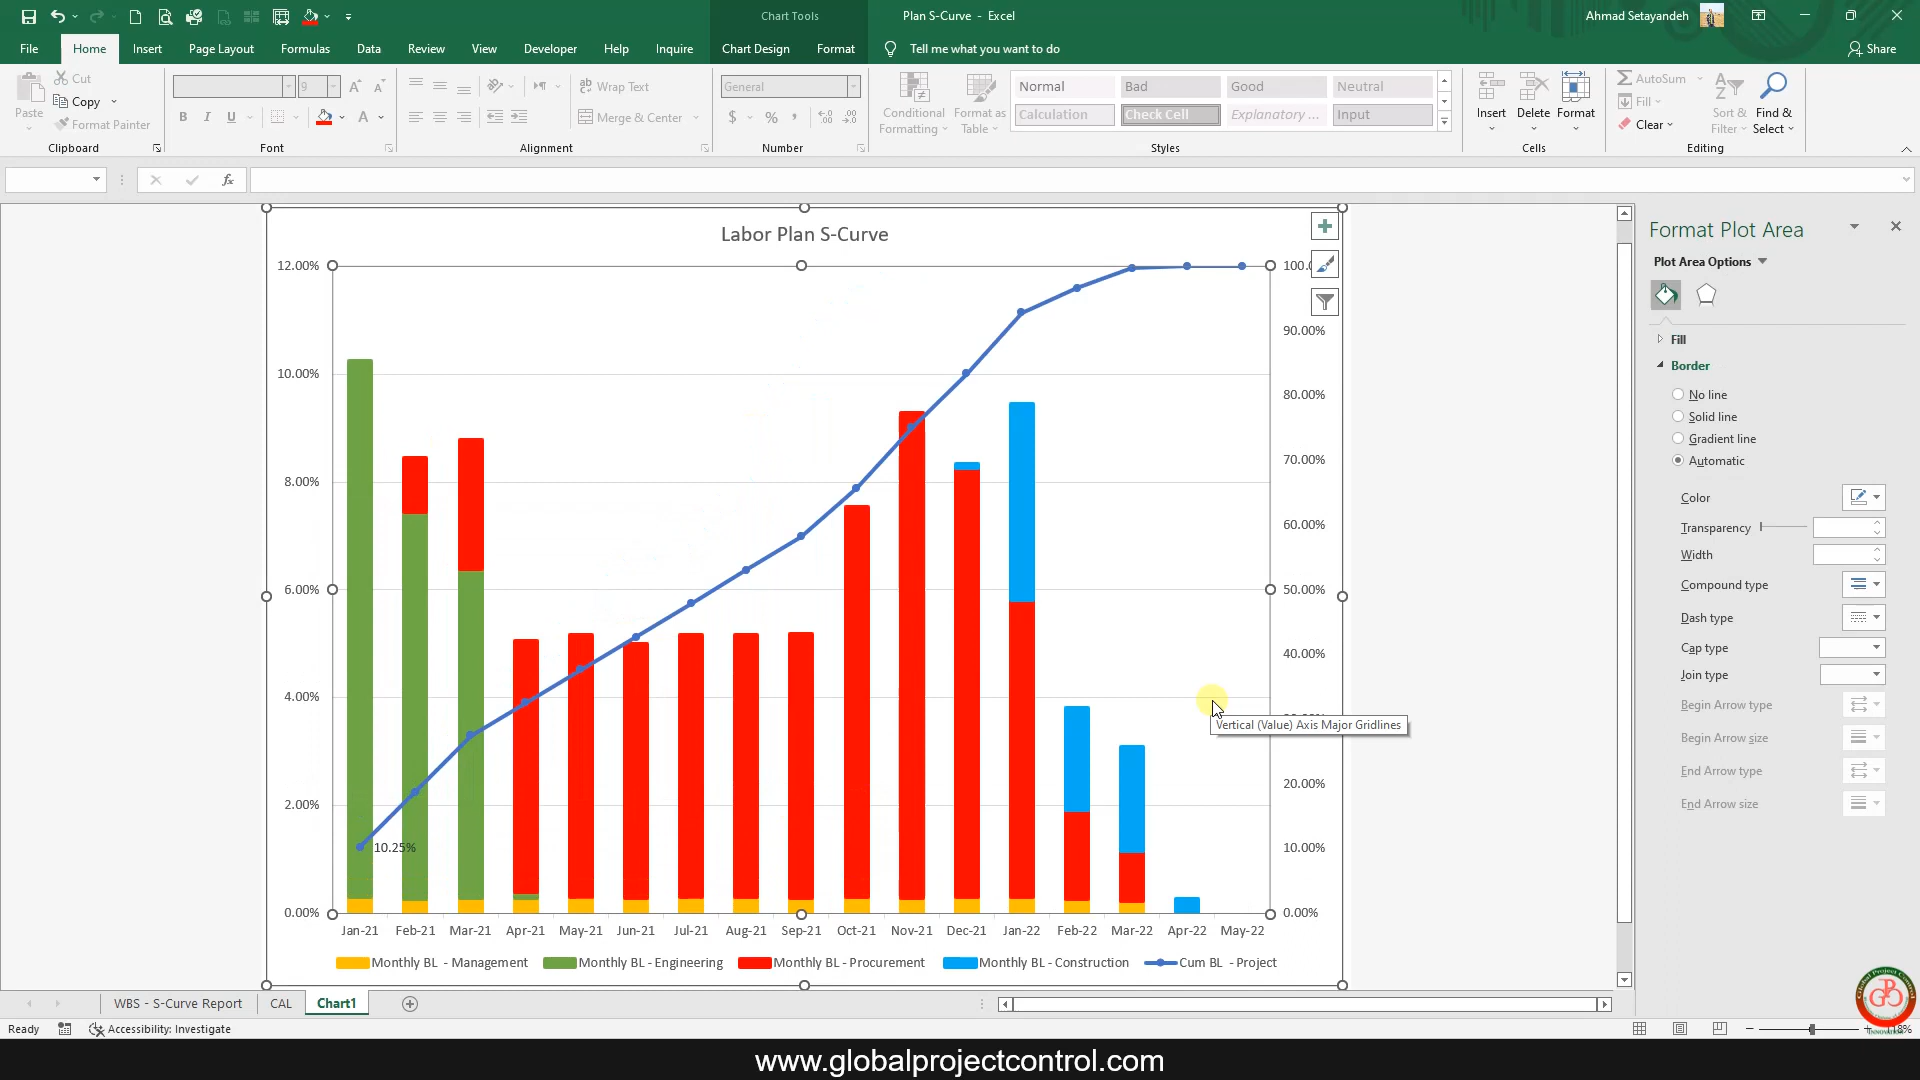 Chart Tools
Plan S-Curve - Excel
Ahmad Setayandeh
File Home Insert Page Layout Formulas Data Review View Developer Help Inquire Chart Design Format Tell me what you want to do Share
Paste
Cut
Copy
Format Painter
Clipboard
9
B I U
A
Font
Wrap Text
Merge & Center
Alignment
General
$ % ,
Number
Conditional Formatting
Format as Table
Normal Bad Good Neutral
Calculation Check Cell Explanatory ... Input
Styles
Insert Delete Format
Cells
AutoSum
Fill
Clear
Sort & Filter
Find & Select
Editing
fx
Labor Plan S-Curve
12.00%
10.00%
8.00%
6.00%
4.00%
2.00%
0.00%
10.25%
100.0
90.00%
80.00%
70.00%
60.00%
50.00%
40.00%
20.00%
10.00%
0.00%
Vertical (Value) Axis Major Gridlines
Jan-21 Feb-21 Mar-21 Apr-21 May-21 Jun-21 Jul-21 Aug-21 Sep-21 Oct-21 Nov-21 Dec-21 Jan-22 Feb-22 Mar-22 Apr-22 May-22
Monthly BL - Management Monthly BL - Engineering Monthly BL - Procurement Monthly BL - Construction Cum BL - Project
Format Plot Area
Plot Area Options
Fill
Border
No line
Solid line
Gradient line
Automatic
Color
Transparency
Width
Compound type
Dash type
Cap type
Join type
Begin Arrow type
Begin Arrow size
End Arrow type
End Arrow size
WBS - S-Curve Report CAL Chart1
Ready Accessibility: Investigate
www.globalprojectcontrol.com